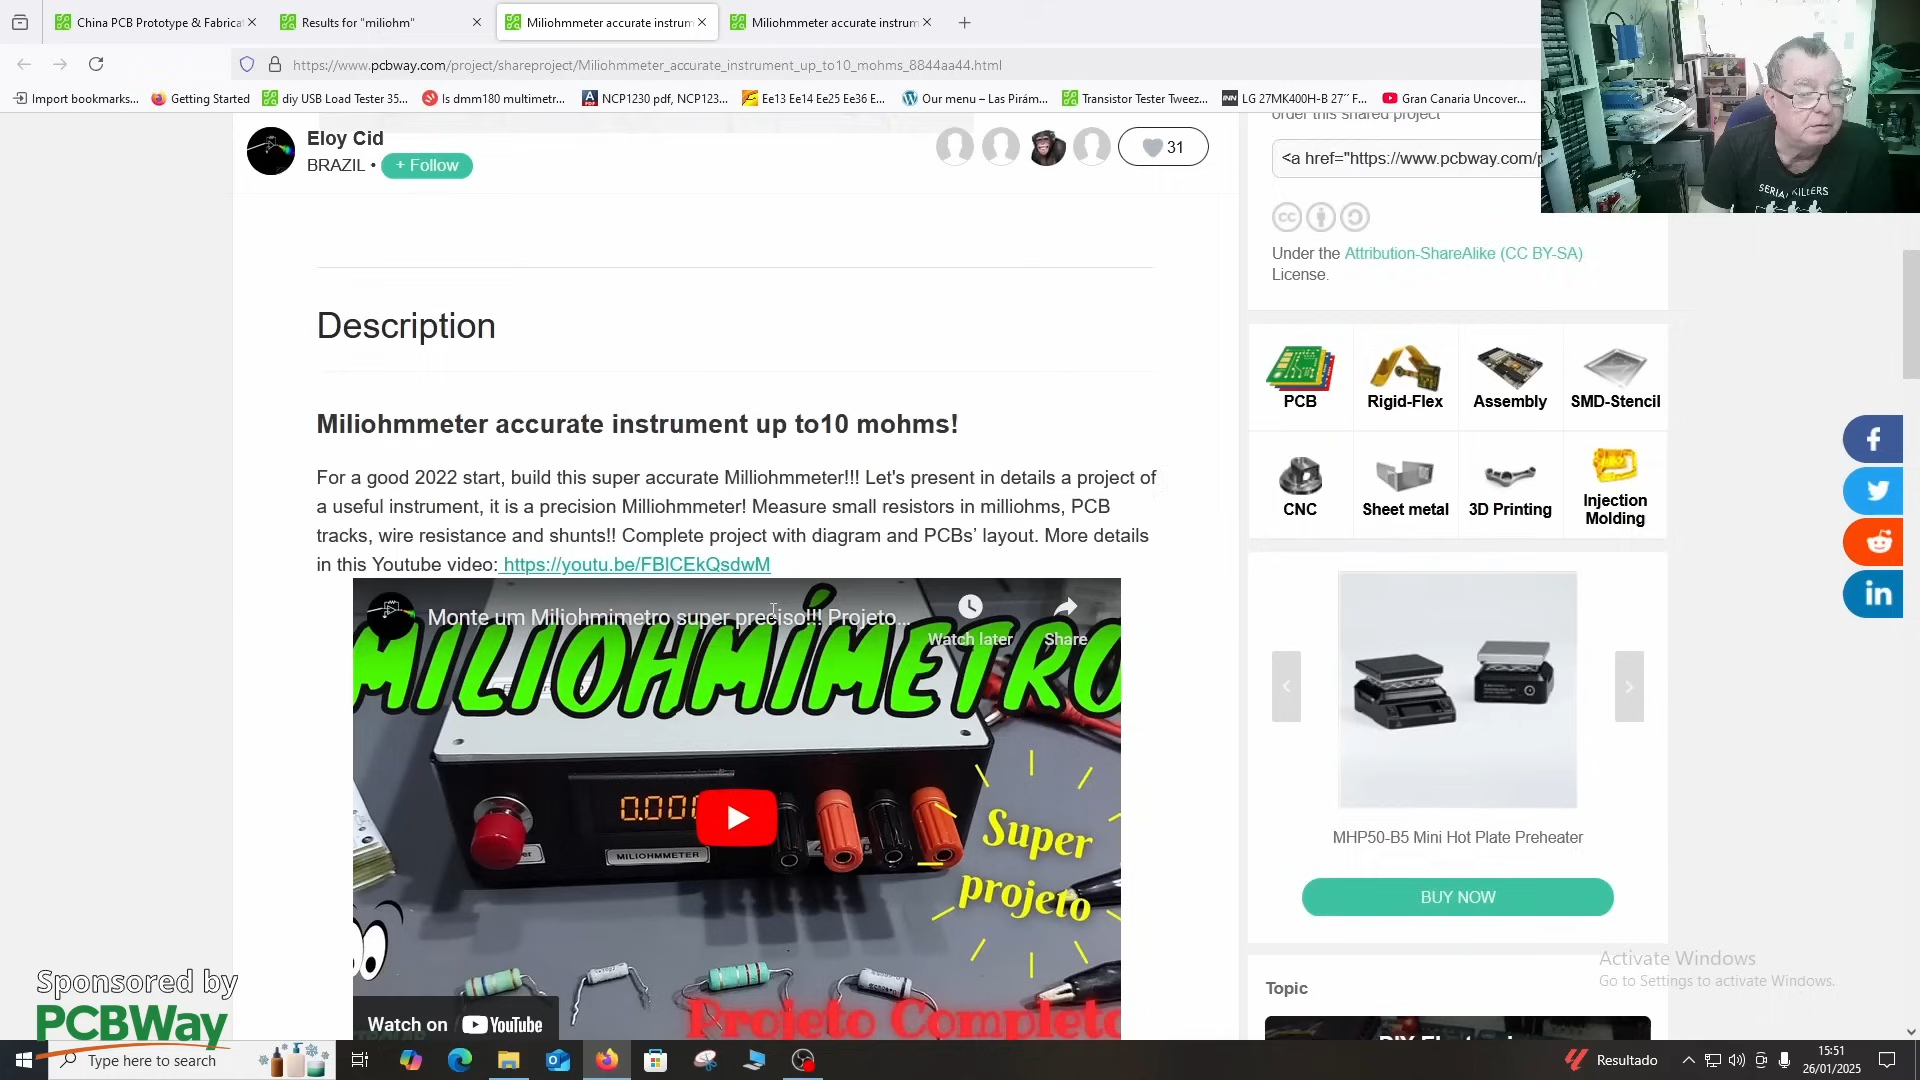 China PCB Prototype & Fabrica
Results for "miliohm"
Miliohmmeter accurate instrum
Miliohmmeter accurate instrum
https://www.pcbway.com/project/shareproject/Miliohmmeter_accurate_instrument_up_to10_mohms_8844aa44.html
Import bookmarks...
Getting Started
diy USB Load Tester 35...
Is dmm180 multimetr...
NCP1230 pdf, NCP123...
Ee13 Ee14 Ee25 Ee36 E...
Our menu – Las Pirám...
Transistor Tester Tweez...
LG 27MK400H-B 27˝ F...
Gran Canaria Uncover...
Eloy Cid
BRAZIL • + Follow
31
order this shared project
<a href="https://www.pcbway.com/p
Under the Attribution-ShareAlike (CC BY-SA)
License.
Description
Miliohmmeter accurate instrument up to10 mohms!
For a good 2022 start, build this super accurate Milliohmmeter!!! Let's present in details a project of
a useful instrument, it is a precision Milliohmmeter! Measure small resistors in milliohms, PCB
tracks, wire resistance and shunts!! Complete project with diagram and PCBs’ layout. More details
in this Youtube video: https://youtu.be/FBlCEkQsdwM
Monte um Miliohmimetro super preciso!!! Projeto...
Watch later
Share
MILIOHMÍMETRO
MILIOHMMETER
Super
projeto
Projeto Completo
Watch on YouTube
PCB
Rigid-Flex
Assembly
SMD-Stencil
CNC
Sheet metal
3D Printing
Injection
Molding
MHP50-B5 Mini Hot Plate Preheater
BUY NOW
Topic
Activate Windows
Go to Settings to activate Windows.
Sponsored by
PCBWay
Type here to search
Resultado
15:51
26/01/2025